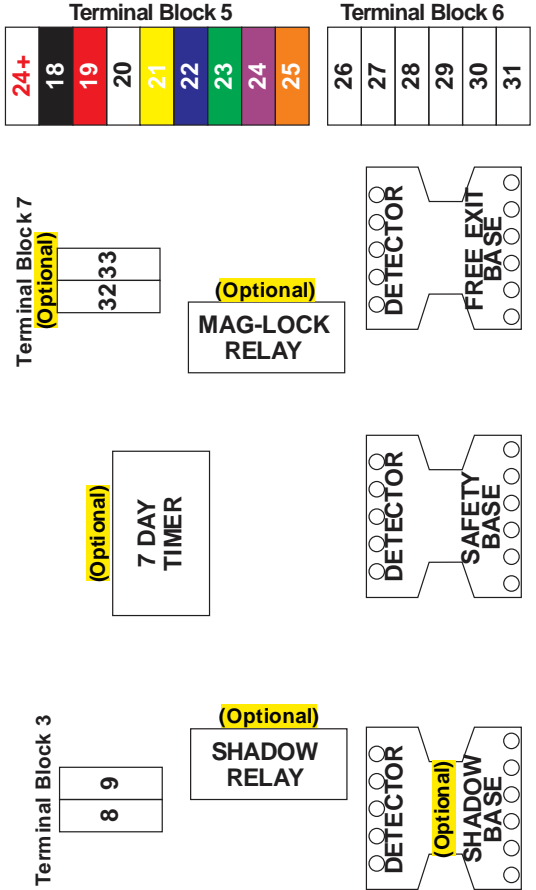 Terminal Block 5
Terminal Block 6
24+
18
19
20
21
22
23
24
25
26
27
28
29
30
31
Terminal Block 7
(Optional)
32
33
(Optional)
MAG-LOCK
RELAY
DETECTOR
FREE EXIT
BASE
(Optional)
7 DAY
TIMER
DETECTOR
SAFETY
BASE
Terminal Block 3
8
9
(Optional)
SHADOW
RELAY
DETECTOR
(Optional)
SHADOW
BASE